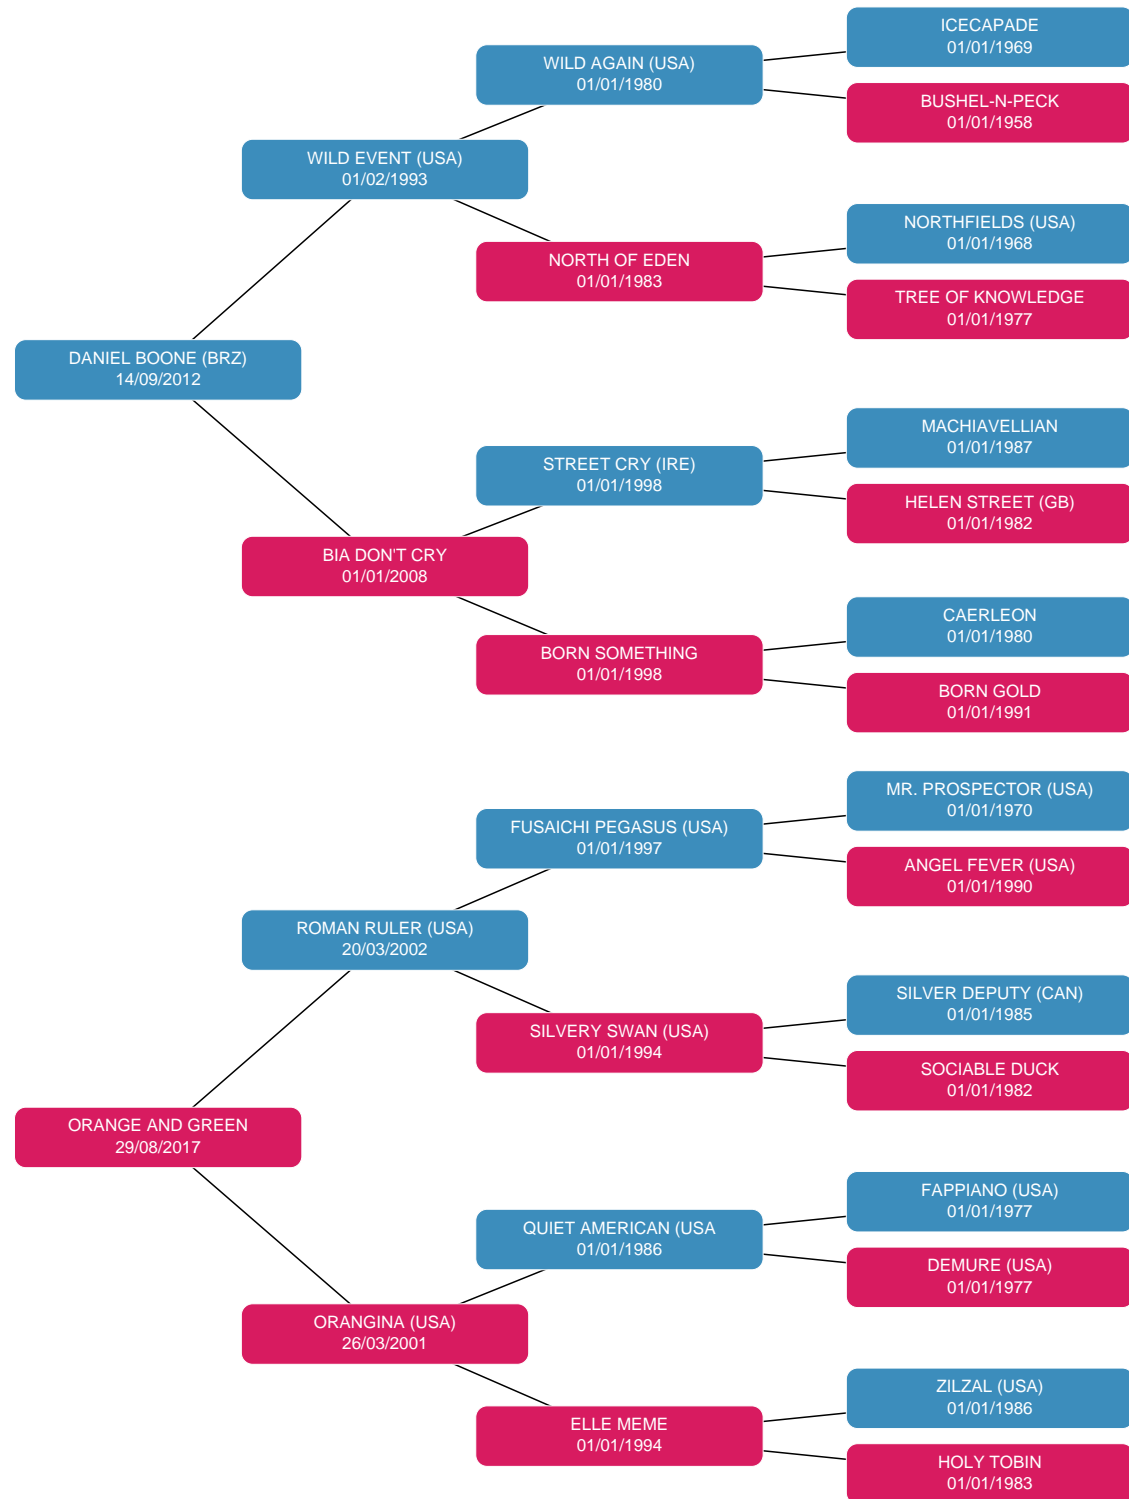 ICECAPADE
01/01/1969
WILD AGAIN (USA)
01/01/1980
BUSHEL-N-PECK
01/01/1958
WILD EVENT (USA)
01/02/1993
NORTHFIELDS (USA)
01/01/1968
NORTH OF EDEN
01/01/1983
TREE OF KNOWLEDGE
01/01/1977
DANIEL BOONE (BRZ)
14/09/2012
MACHIAVELLIAN
01/01/1987
STREET CRY (IRE)
01/01/1998
HELEN STREET (GB)
01/01/1982
BIA DON'T CRY
01/01/2008
CAERLEON
01/01/1980
BORN SOMETHING
01/01/1998
BORN GOLD
01/01/1991
MR. PROSPECTOR (USA)
01/01/1970
FUSAICHI PEGASUS (USA)
01/01/1997
ANGEL FEVER (USA)
01/01/1990
ROMAN RULER (USA)
20/03/2002
SILVER DEPUTY (CAN)
01/01/1985
SILVERY SWAN (USA)
01/01/1994
SOCIABLE DUCK
01/01/1982
ORANGE AND GREEN
29/08/2017
FAPPIANO (USA)
01/01/1977
QUIET AMERICAN (USA
01/01/1986
DEMURE (USA)
01/01/1977
ORANGINA (USA)
26/03/2001
ZILZAL (USA)
01/01/1986
ELLE MEME
01/01/1994
HOLY TOBIN
01/01/1983